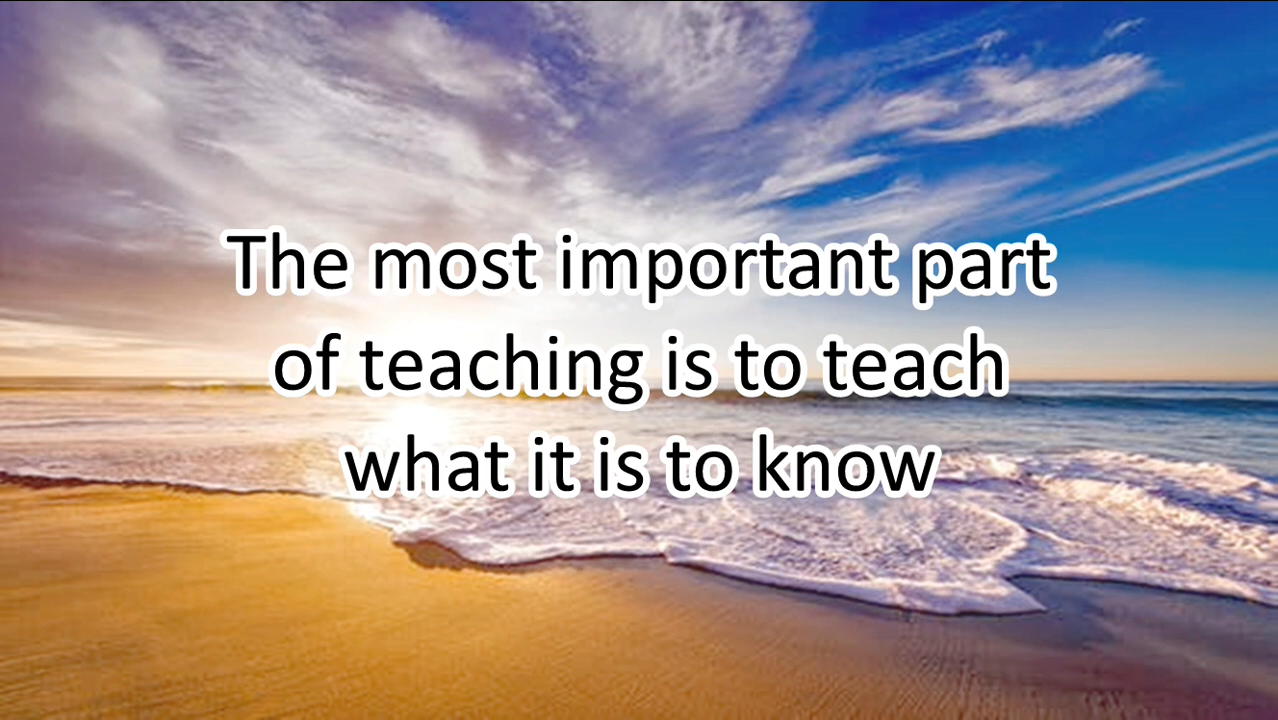 The most important part
of teaching is to teach
what it is to know